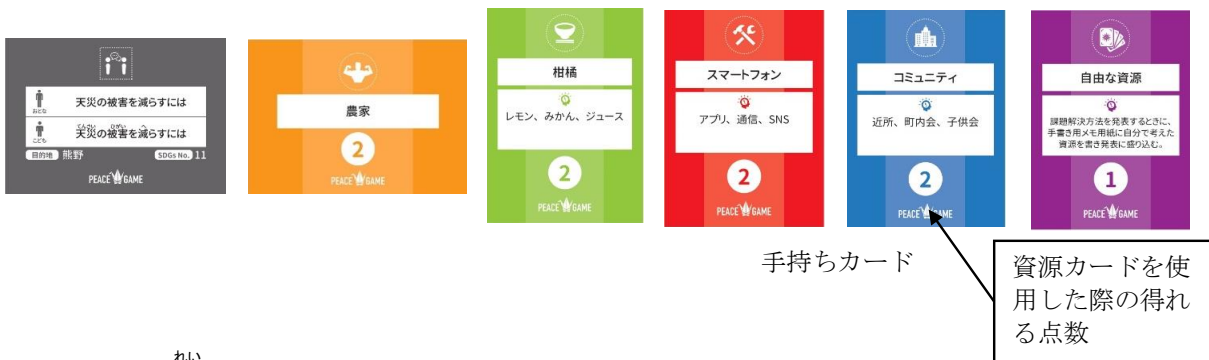 おとな
天災の被害を減らすには
こども
てんさい ひがい へ
天災の被害を減らすには
目的地 熊野
SDGs No. 11
PEACE GAME
農家
2
PEACE GAME
柑橘
レモン、みかん、ジュース
2
PEACE GAME
スマートフォン
アプリ、通信、SNS
2
PEACE GAME
コミュニティ
近所、町内会、子供会
2
PEACE GAME
自由な資源
課題解決方法を発表するときに、
手書き用メモ用紙に自分で考えた
資源を書き発表に盛り込む。
1
PEACE GAME
手持ちカード
資源カードを使
用した際の得れ
る点数
れい